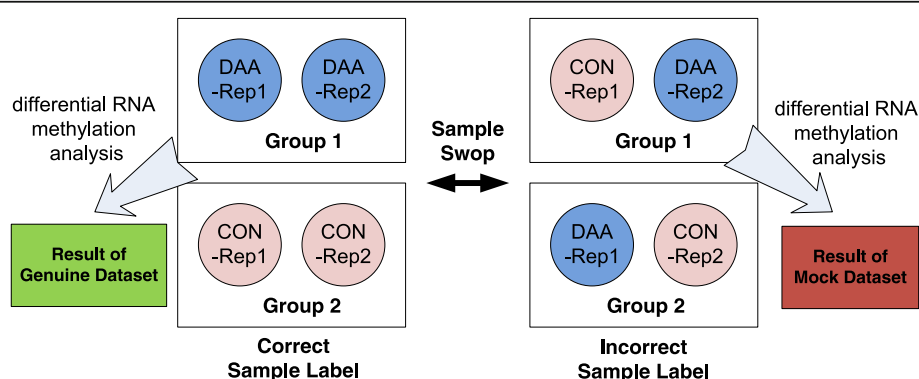 DAA
-Rep1
DAA
-Rep2
Group 1
differential RNA
methylation
analysis
CON
-Rep1
CON
-Rep2
Group 2
Result of
Genuine Dataset
Correct
Sample Label
Sample
Swop
CON
-Rep1
DAA
-Rep2
Group 1
differential RNA
methylation
analysis
DAA
-Rep1
CON
-Rep2
Group 2
Result of
Mock Dataset
Incorrect
Sample Label